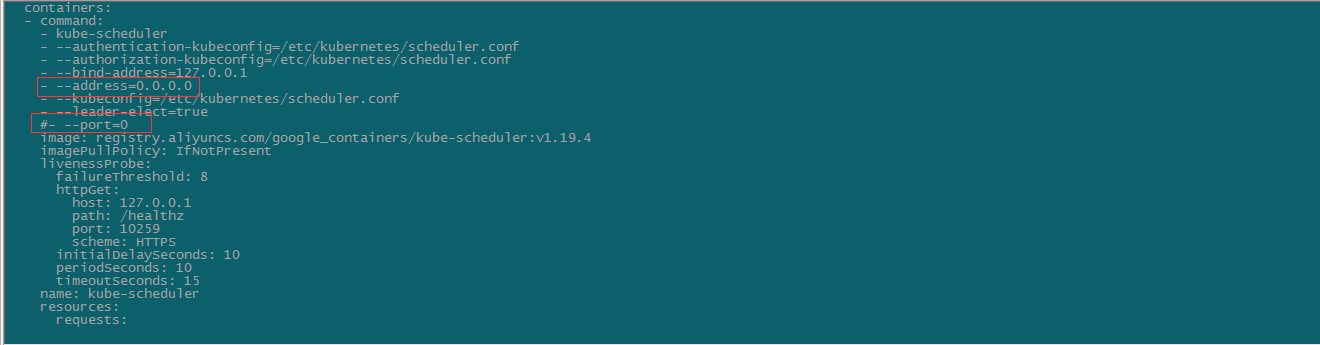 containers:
- command:
- kube-scheduler
- --authentication-kubeconfig=/etc/kubernetes/scheduler.conf
- --authorization-kubeconfig=/etc/kubernetes/scheduler.conf
- --bind-address=127.0.0.1
- --address=0.0.0.0
- --kubeconfig=/etc/kubernetes/scheduler.conf
- --leader-elect=true
#- --port=0
image: registry.aliyuncs.com/google_containers/kube-scheduler:v1.19.4
imagePullPolicy: IfNotPresent
livenessProbe:
failureThreshold: 8
httpGet:
host: 127.0.0.1
path: /healthz
port: 10259
scheme: HTTPS
initialDelaySeconds: 10
periodSeconds: 10
timeoutSeconds: 15
name: kube-scheduler
resources:
requests: